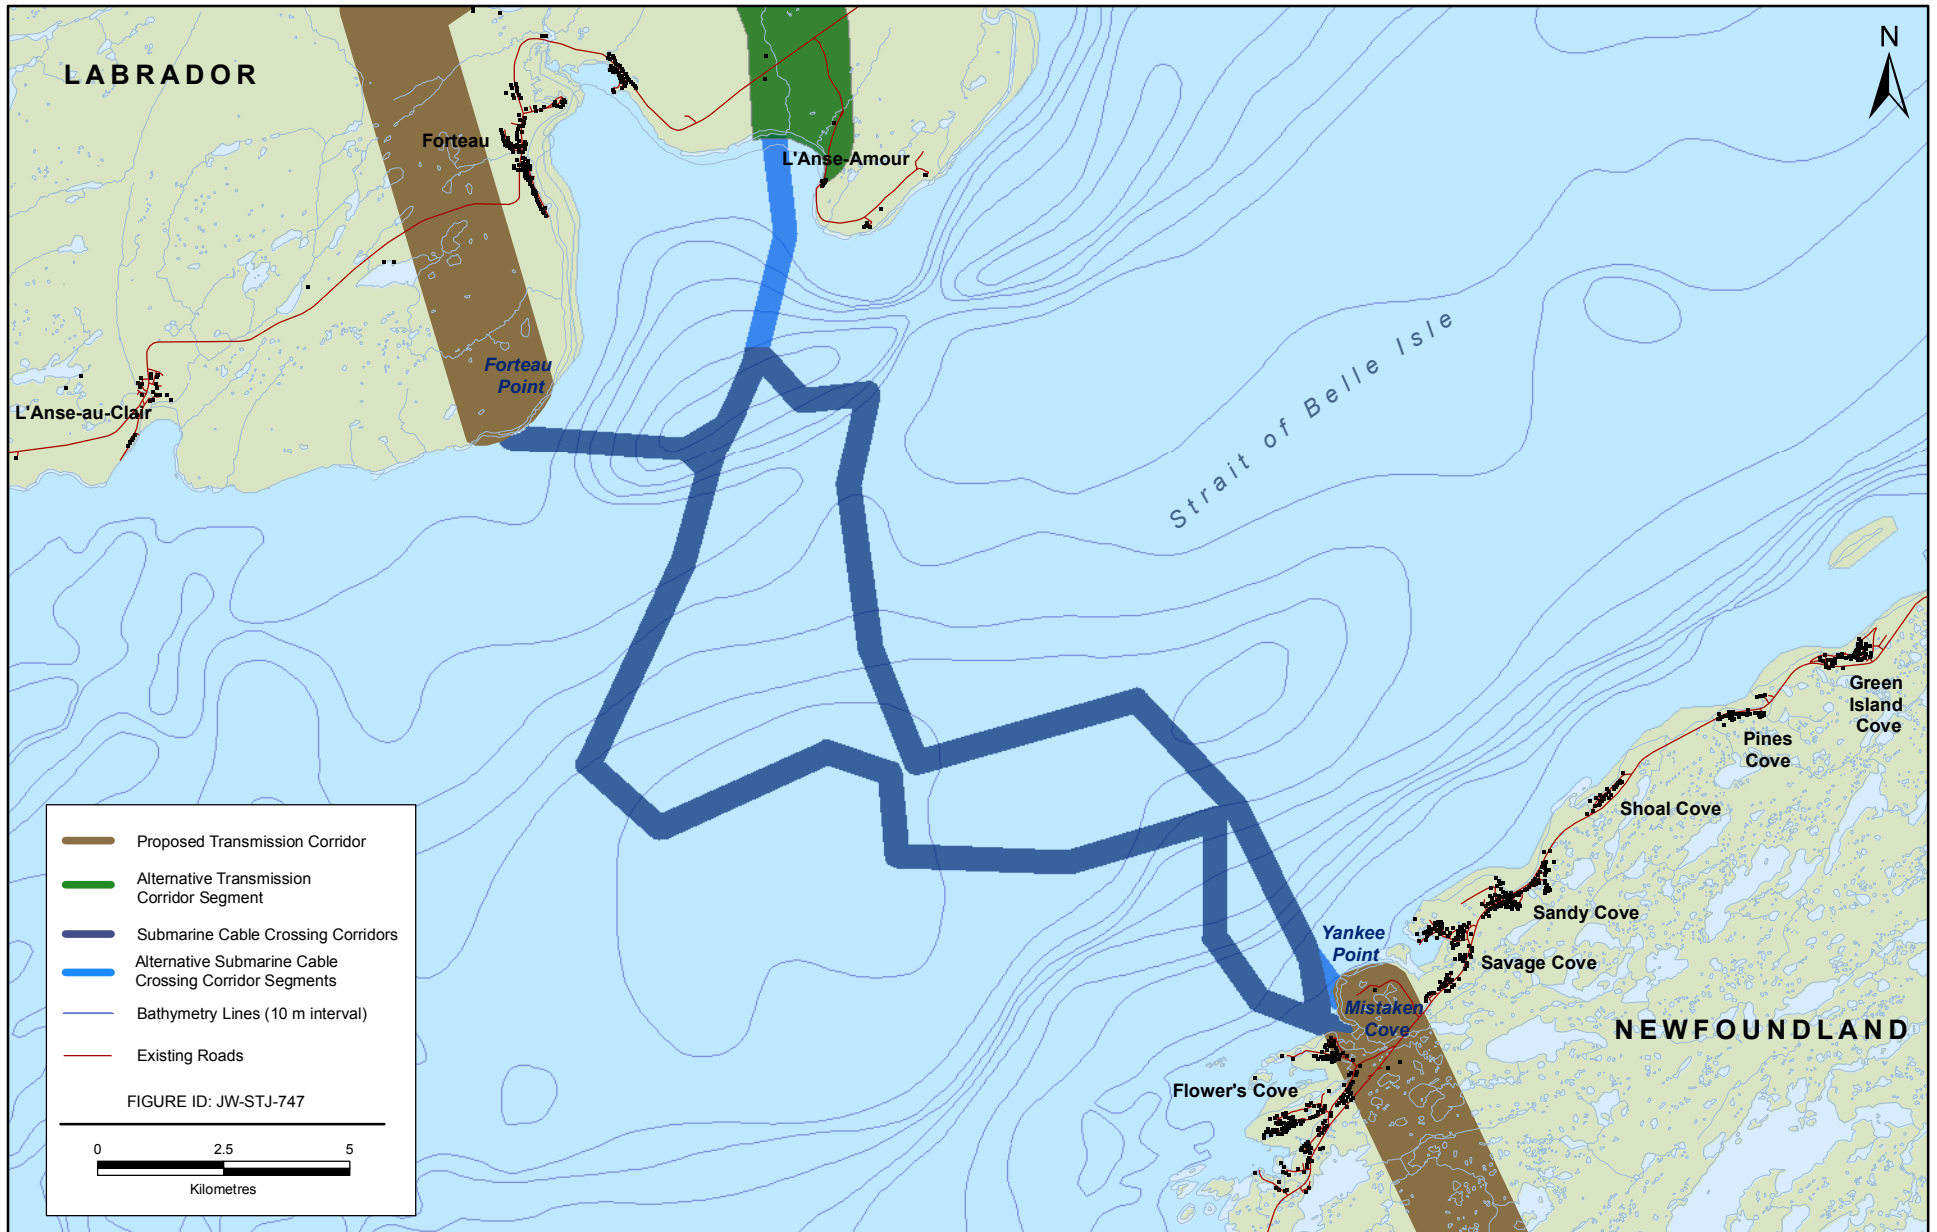 N
LABRADOR
Forteau
L'Anse-Amour
Strait of Belle Isle
Forteau
Point
L'Anse-au-Clair
Green
Island
Cove
Pines
Cove
Shoal Cove
Sandy Cove
Yankee
Point
Savage Cove
Mistaken
Cove
NEWFOUNDLAND
Flower's Cove
Proposed Transmission Corridor
Alternative Transmission
Corridor Segment
Submarine Cable Crossing Corridors
Alternative Submarine Cable
Crossing Corridor Segments
Bathymetry Lines (10 m interval)
Existing Roads
FIGURE ID: JW-STJ-747
0 2.5 5
Kilometres